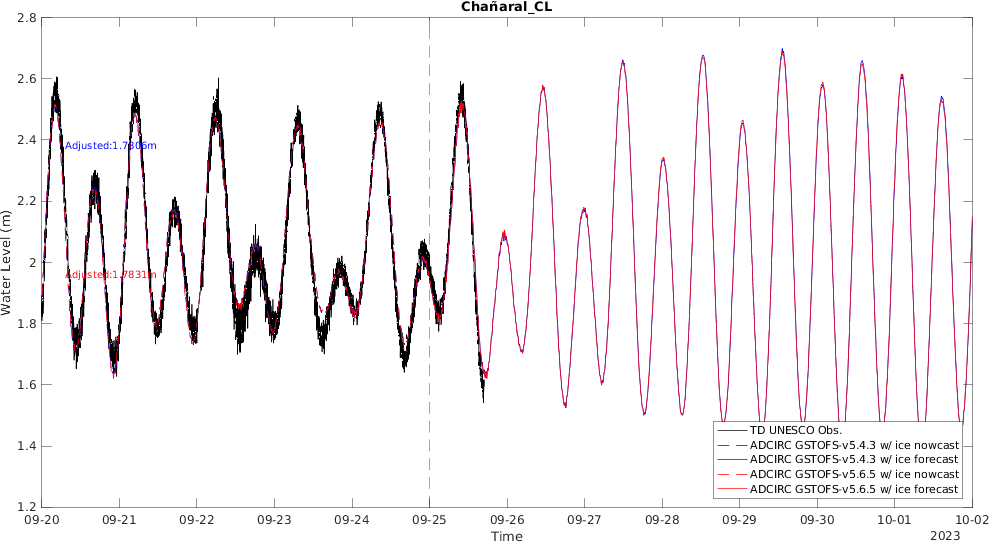 Chañaral_CL
2.8
2.6
2.4
2.2
2
1.8
1.6
1.4
1.2
Water Level (m)
Adjusted:1.7806m
Adjusted:1.7831m
TD UNESCO Obs.
ADCIRC GSTOFS-v5.4.3 w/ ice nowcast
ADCIRC GSTOFS-v5.4.3 w/ ice forecast
ADCIRC GSTOFS-v5.6.5 w/ ice nowcast
ADCIRC GSTOFS-v5.6.5 w/ ice forecast
09-20 09-21 09-22 09-23 09-24 09-25 09-26 09-27 09-28 09-29 09-30 10-01 10-02
Time
2023